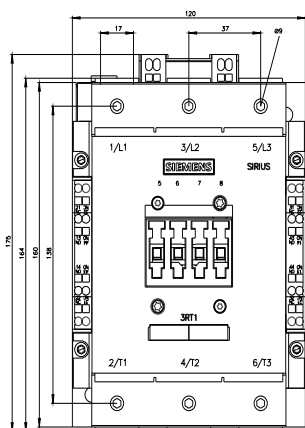 120
17 37 ø9
1/L1 3/L2 5/L3
SIEMENS SIRIUS
5 6 7 8
176
164
160
138
3RT1
2/T1 4/T2 6/T3